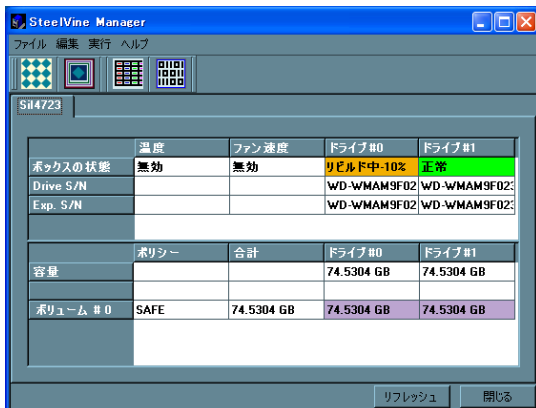 SteelVine Manager
ファイル 編集 実行 ヘルプ
SiI4723
温度 ファン速度 ドライブ#0 ドライブ#1
ボックスの状態 無効 無効 リビルド中-10% 正常
Drive S/N WD-WMAM9F02 WD-WMAM9F023
Exp. S/N WD-WMAM9F02 WD-WMAM9F023
ポリシー 合計 ドライブ#0 ドライブ#1
容量 74.5304 GB 74.5304 GB
ボリューム #0 SAFE 74.5304 GB 74.5304 GB 74.5304 GB
リフレッシュ 閉じる